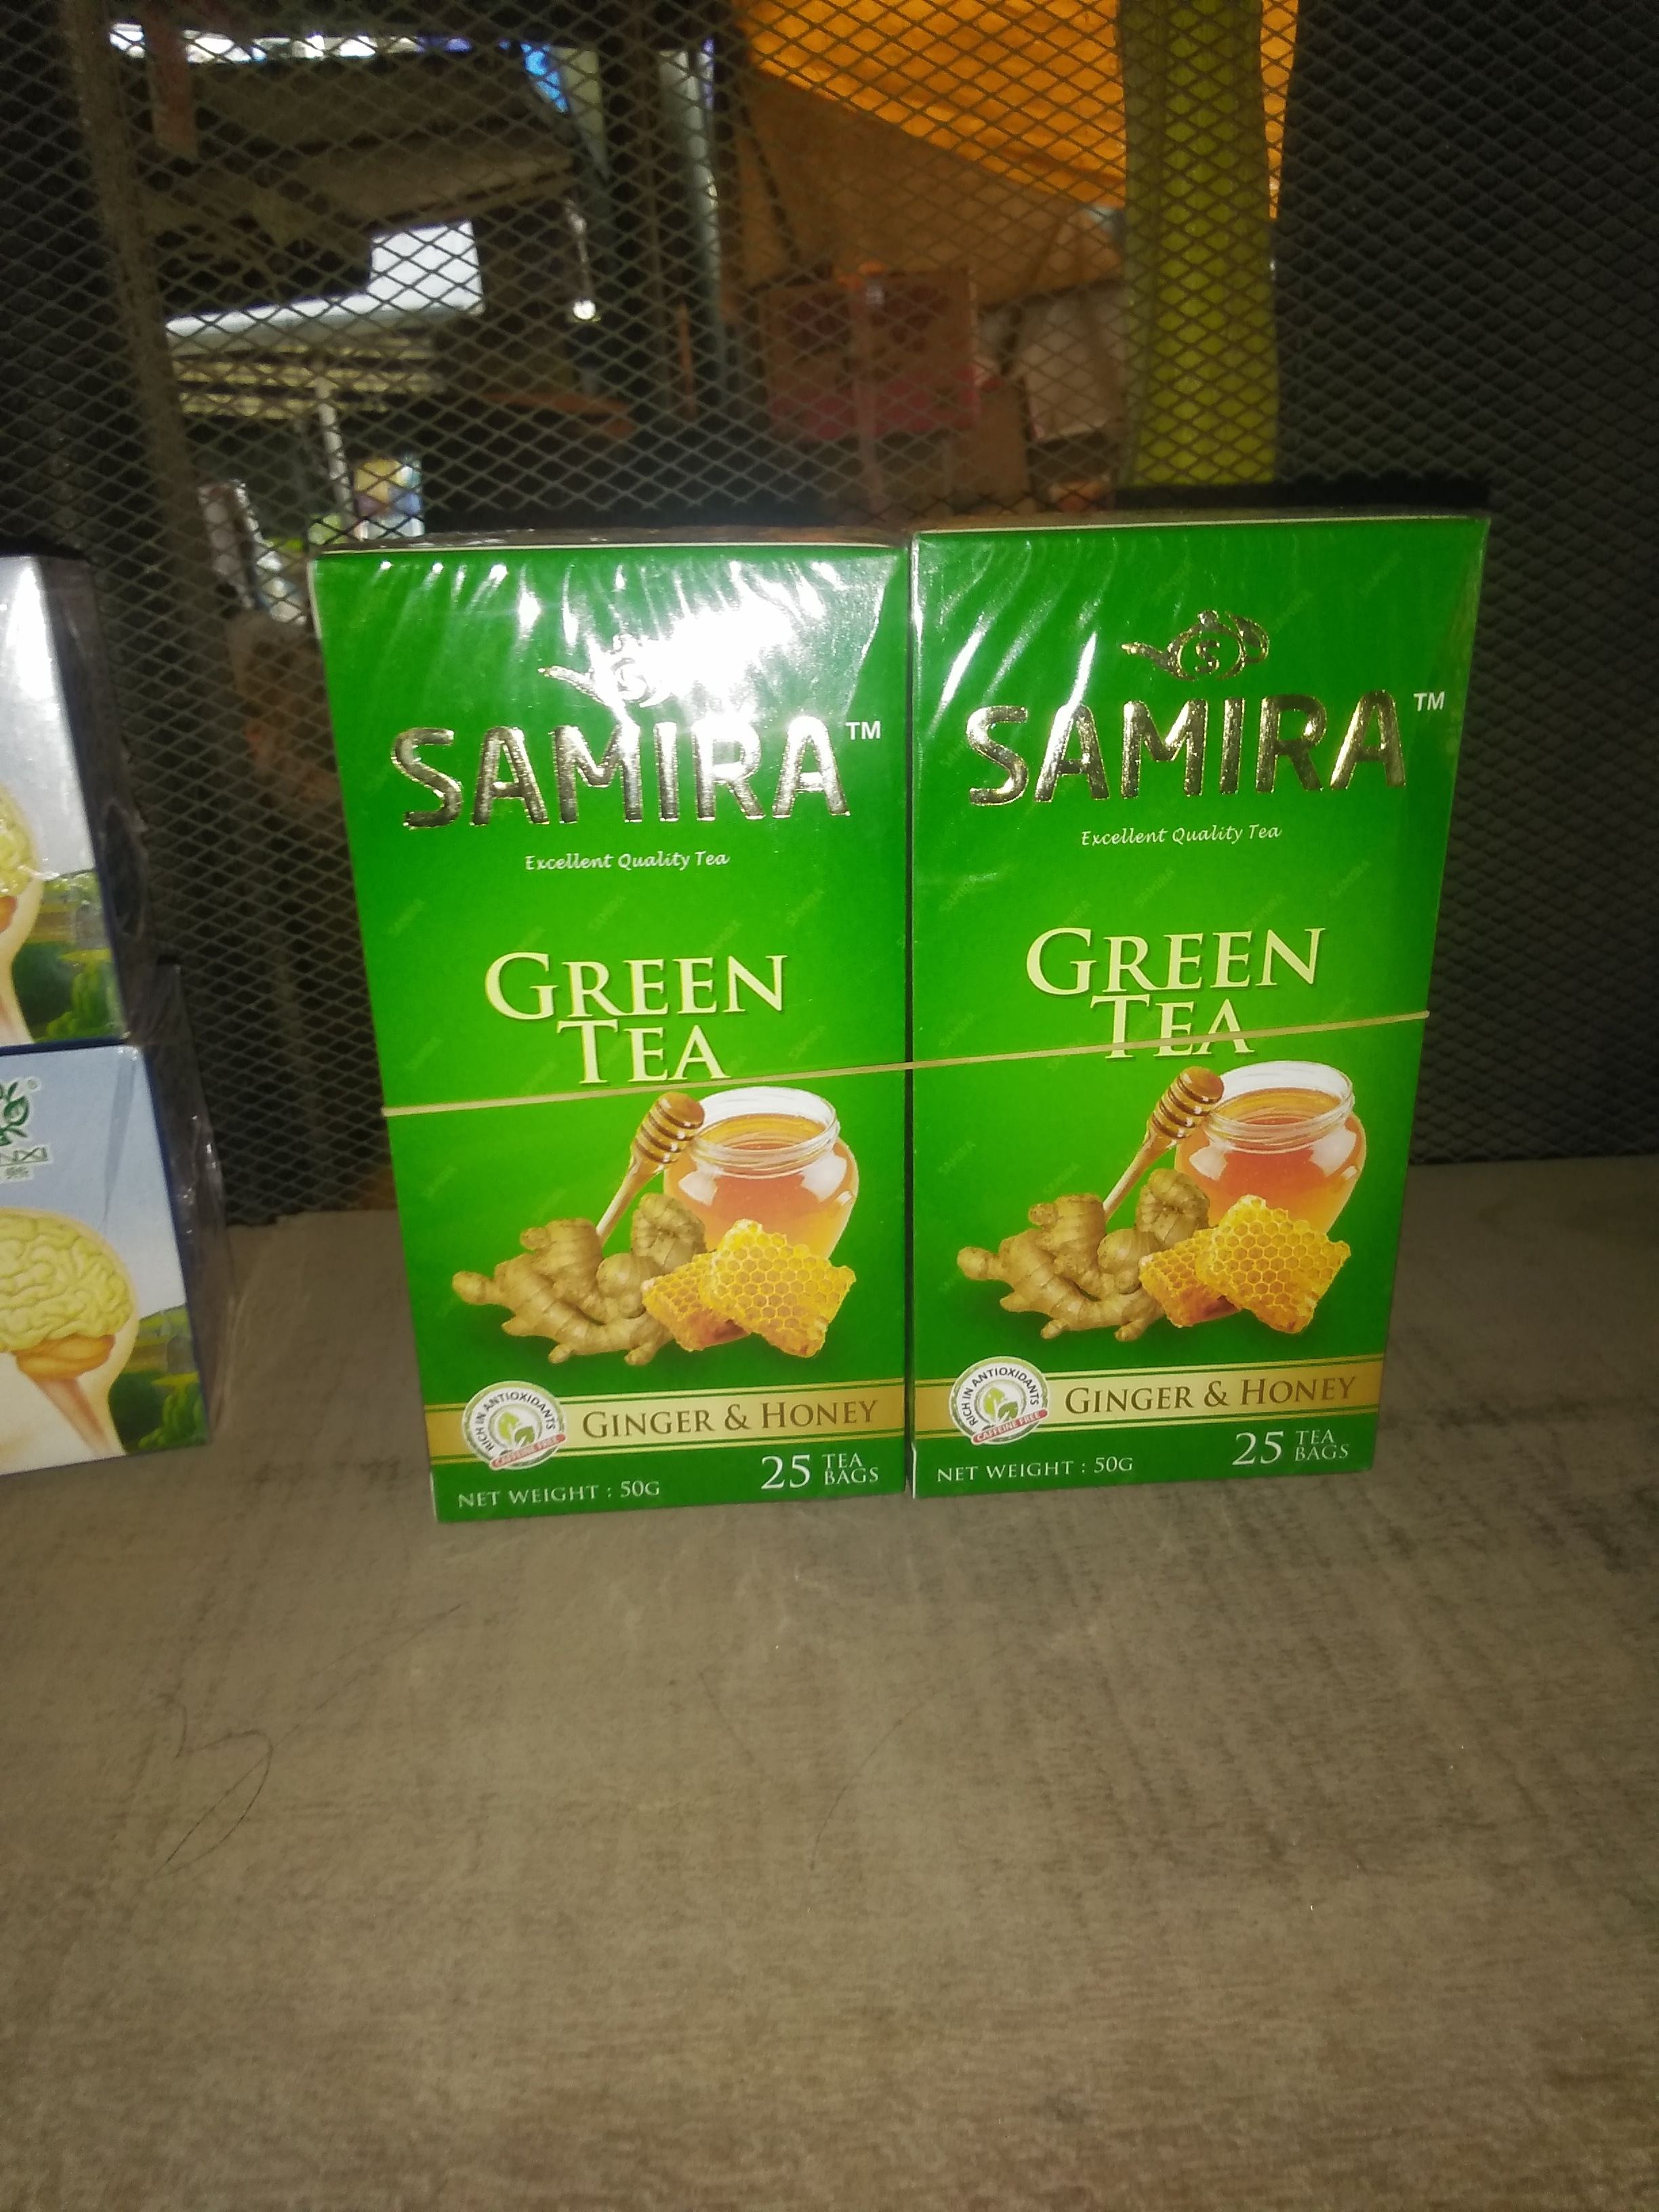 SAMIRA™
Excellent Quality Tea
GREEN
TEA
RICH IN ANTIOXIDANTS
CAFFEINE FREE
GINGER & HONEY
NET WEIGHT : 50G
25 TEA
BAGS
SAMIRA™
Excellent Quality Tea
GREEN
TEA
RICH IN ANTIOXIDANTS
CAFFEINE FREE
GINGER & HONEY
NET WEIGHT : 50G
25 TEA
BAGS